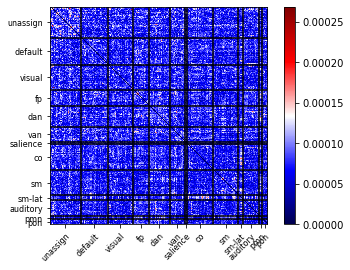 unassign
default
visual
fp
dan
van
salience
co
sm
sm-lat
auditory
pmn
ppn
unassign
default
visual
fp
dan
van
salience
co
sm
sm-lat
auditory
pmn
ppn
0.00025
0.00020
0.00015
0.00010
0.00005
0.00000